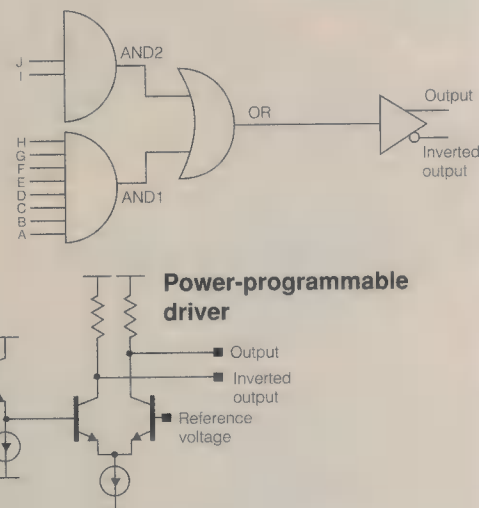 AND2
J
I
OR
Output
Inverted
output
H
G
F
E
D
C
B
A
AND1
Power-programmable
driver
Output
Inverted
output
Reference
voltage